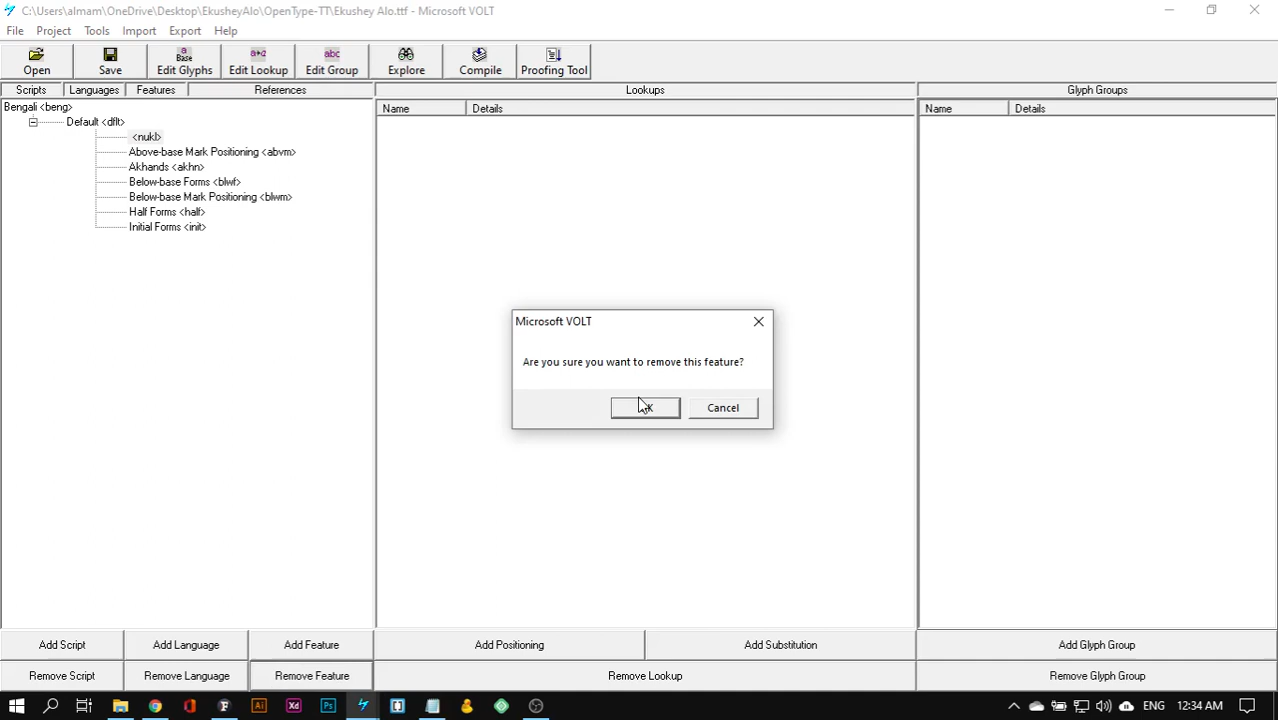 C:\Users\almam\OneDrive\Desktop\EkusheyAlo\OpenType-TT\Ekushey Alo.ttf - Microsoft VOLT
File Project Tools Import Export Help
Open Save Edit Glyphs Edit Lookup Edit Group Explore Compile Proofing Tool
Scripts Languages Features References Lookups Glyph Groups
Bengali <beng> Name Details Name Details
Default <dflt>
<nukl>
Above-base Mark Positioning <abvm>
Akhands <akhn>
Below-base Forms <blwf>
Below-base Mark Positioning <blwm>
Half Forms <half>
Initial Forms <init>
Microsoft VOLT
Are you sure you want to remove this feature?
Cancel
Add Script Add Language Add Feature Add Positioning Add Substitution Add Glyph Group
Remove Script Remove Language Remove Feature Remove Lookup Remove Glyph Group
ENG 12:34 AM